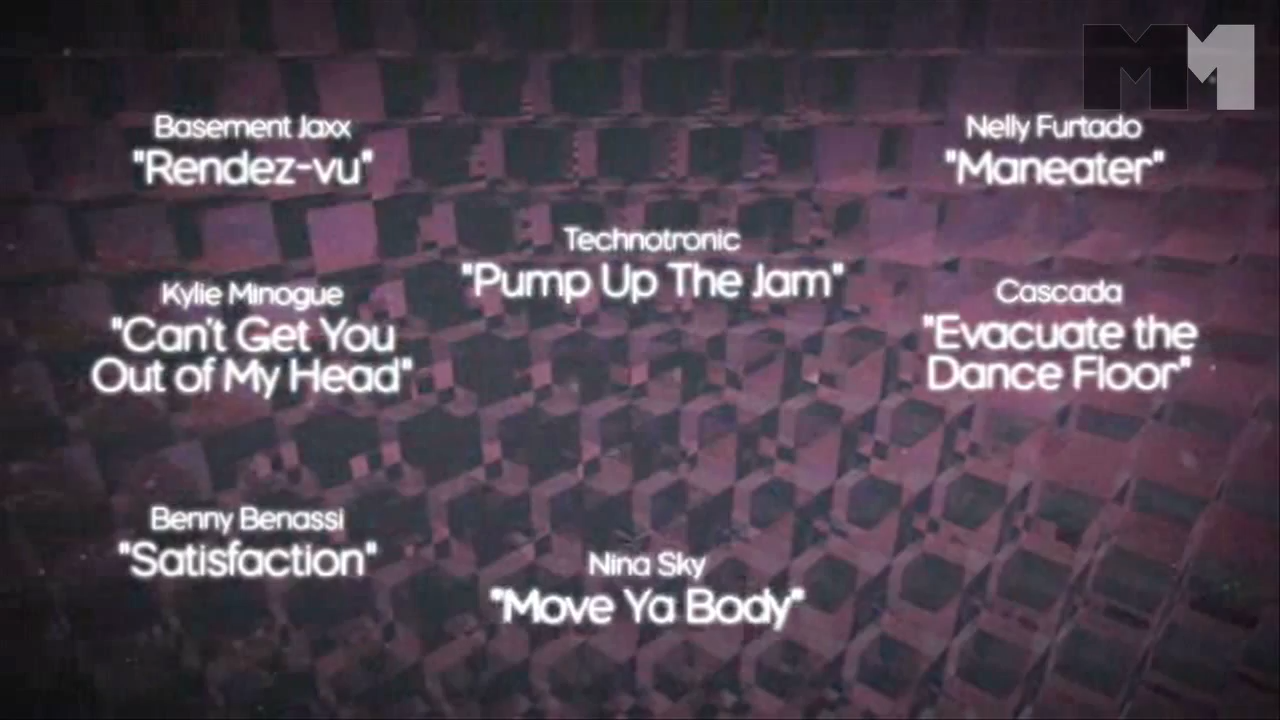 MM
Basement Jaxx
"Rendez-vu"
Nelly Furtado
"Maneater"
Technotronic
"Pump Up The Jam"
Kylie Minogue
"Can't Get You
Out of My Head"
Cascada
"Evacuate the
Dance Floor"
Benny Benassi
"Satisfaction"
Nina Sky
"Move Ya Body"